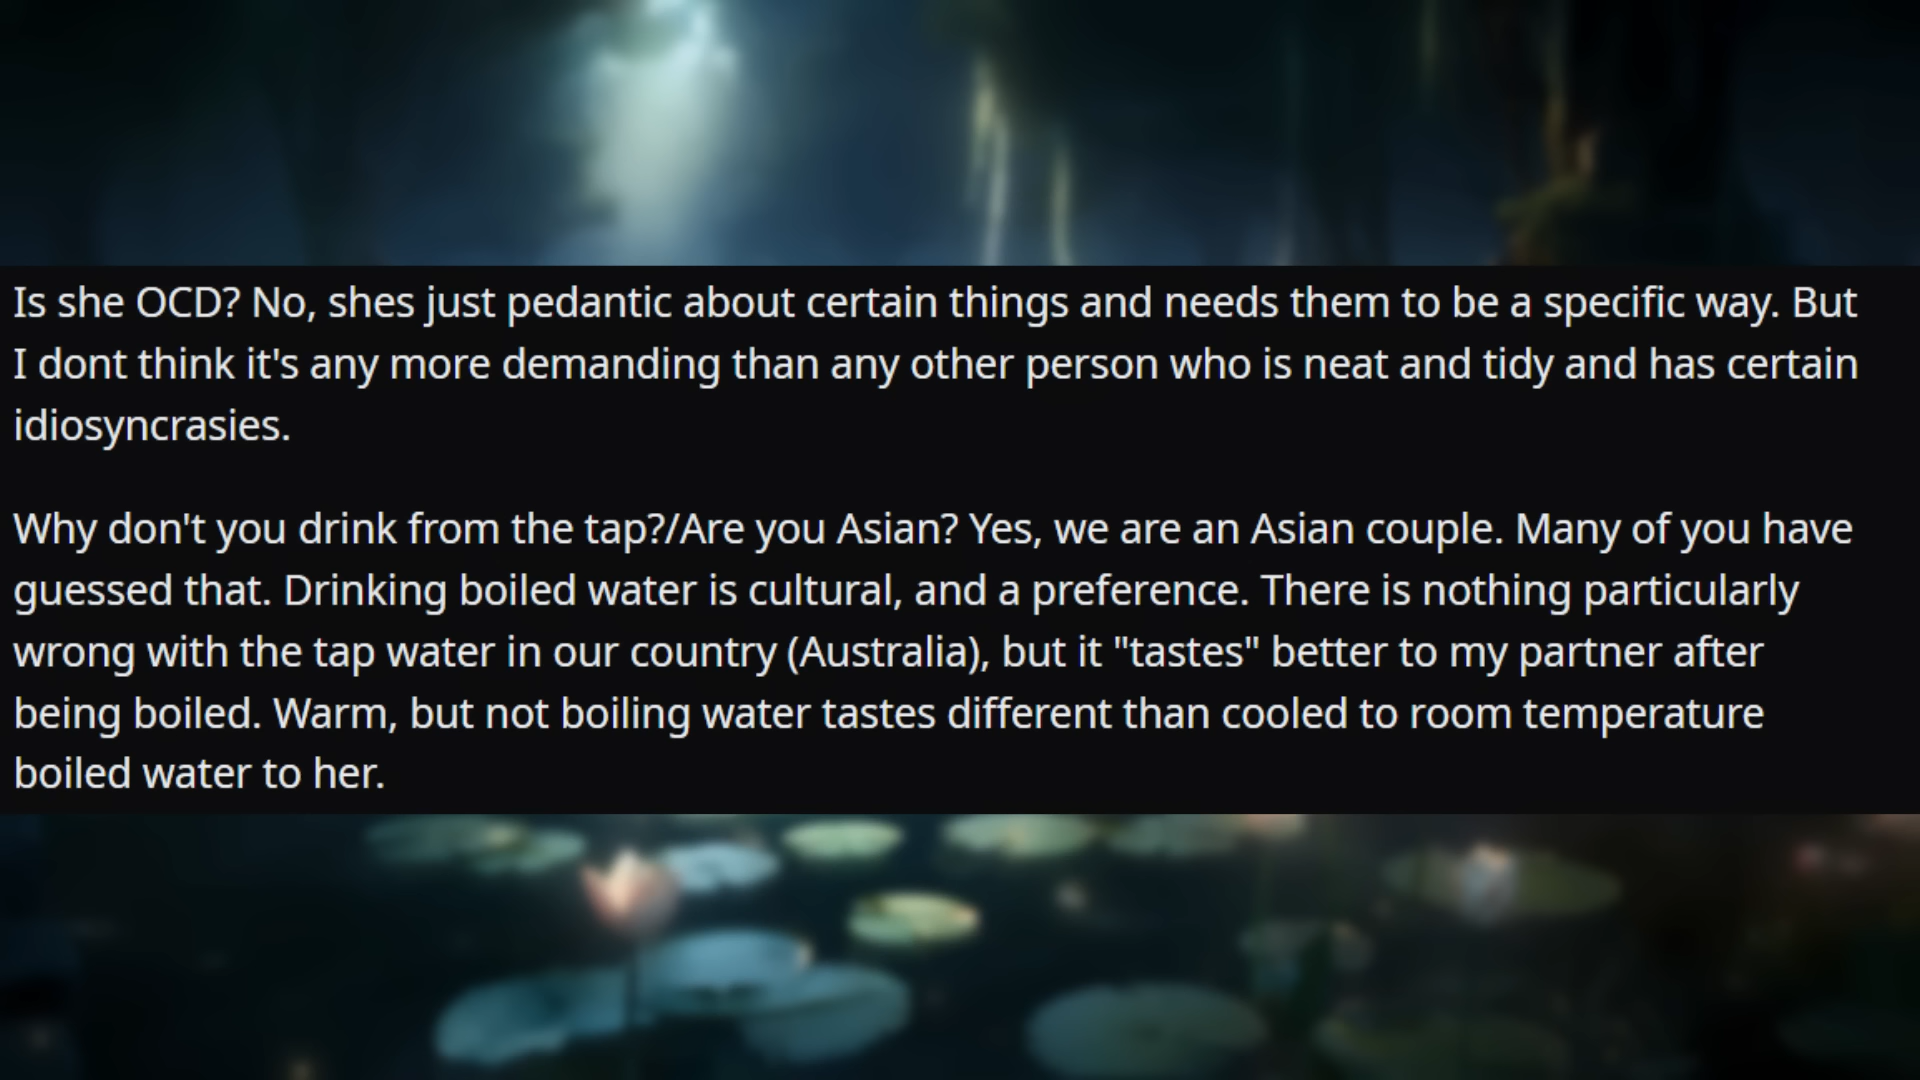 Is she OCD? No, shes just pedantic about certain things and needs them to be a specific way. But
I dont think it's any more demanding than any other person who is neat and tidy and has certain
idiosyncrasies.
Why don't you drink from the tap?/Are you Asian? Yes, we are an Asian couple. Many of you have
guessed that. Drinking boiled water is cultural, and a preference. There is nothing particularly
wrong with the tap water in our country (Australia), but it "tastes" better to my partner after
being boiled. Warm, but not boiling water tastes different than cooled to room temperature
boiled water to her.